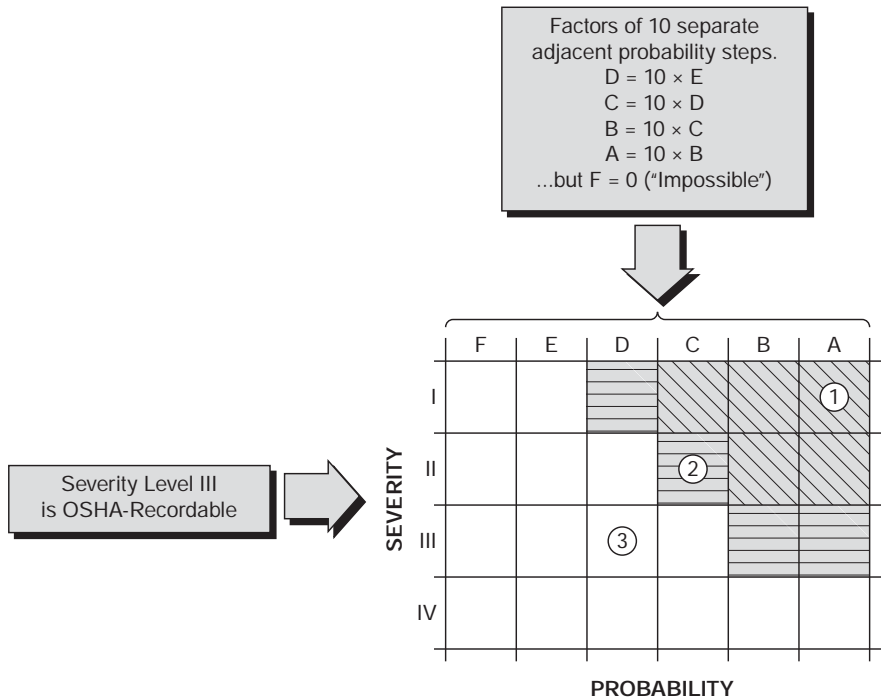 Factors of 10 separate
adjacent probability steps.
D = 10 × E
C = 10 × D
B = 10 × C
A = 10 × B
...but F = 0 ("Impossible")
F E D C B A
I 1
II 2
III 3
IV
SEVERITY
Severity Level III
is OSHA-Recordable
PROBABILITY